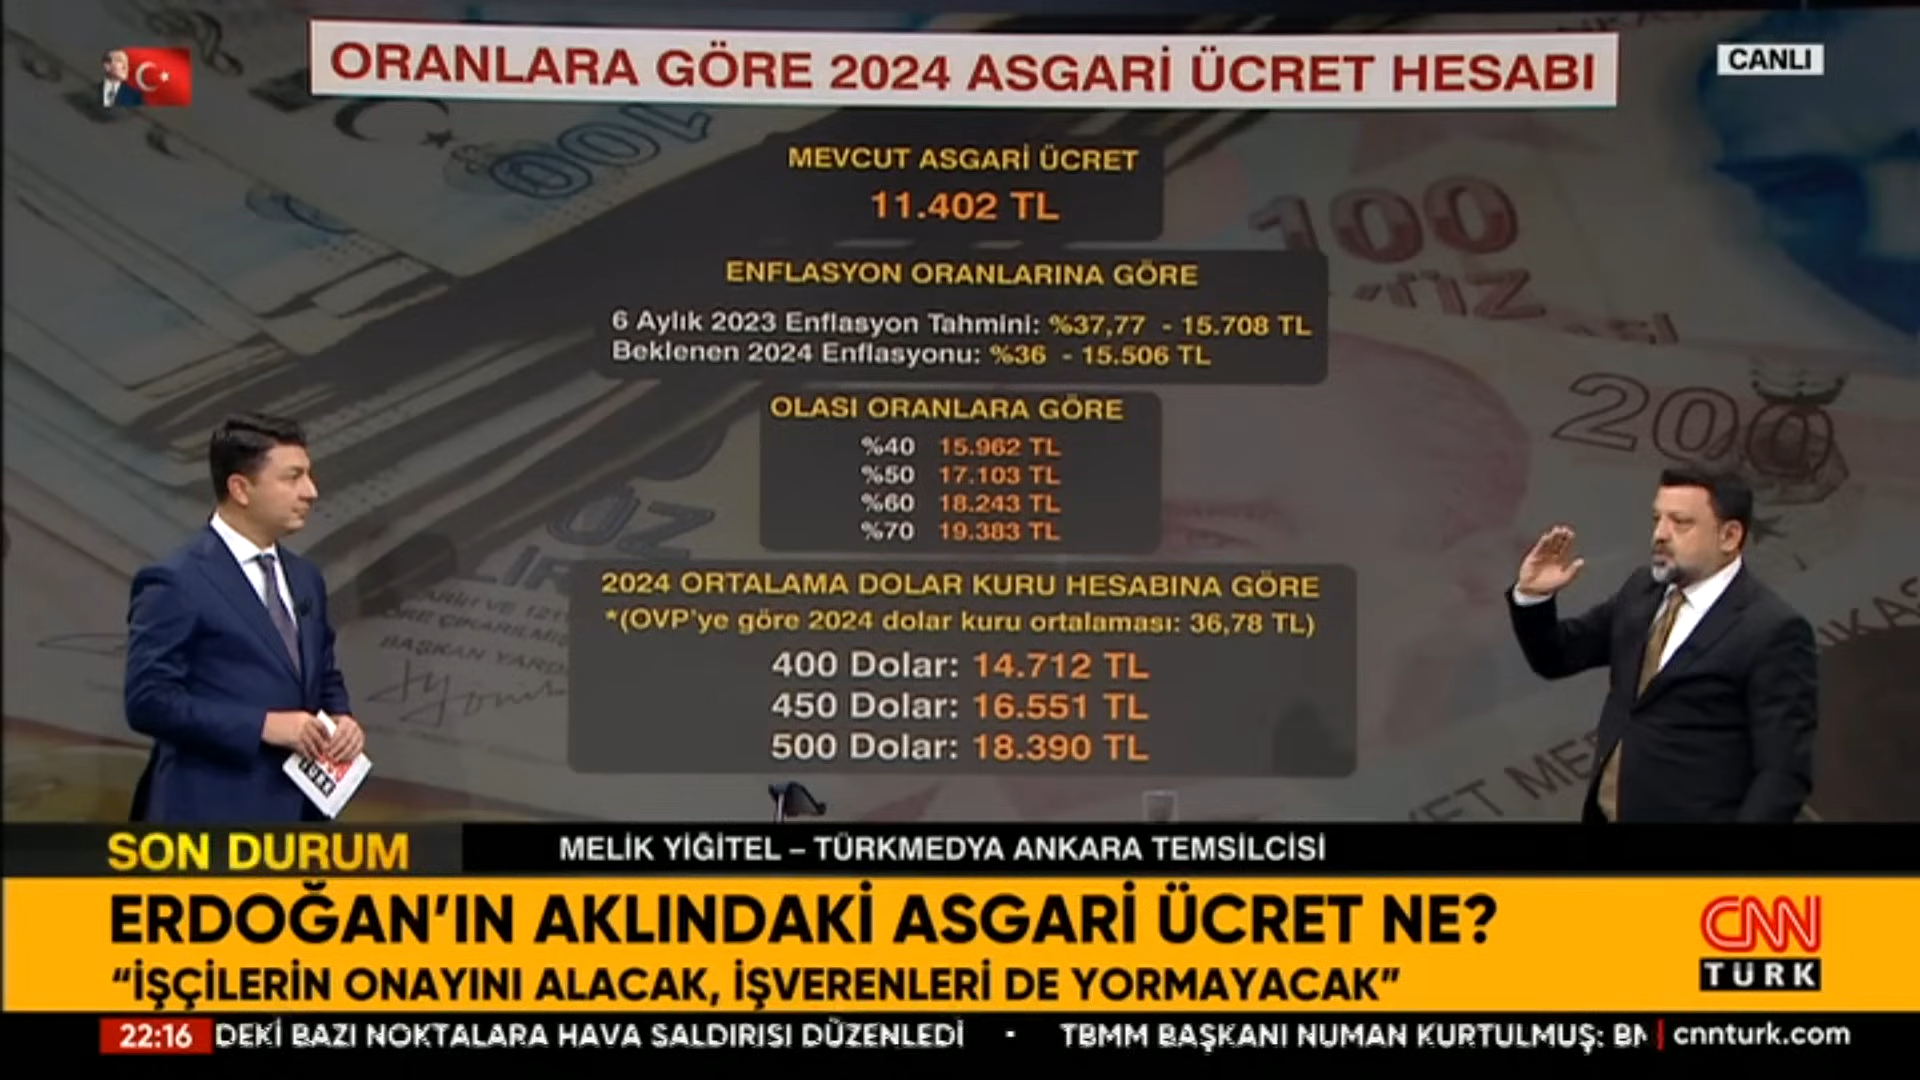 ORANLARA GÖRE 2024 ASGARİ ÜCRET HESABI
CANLI
MEVCUT ASGARİ ÜCRET
11.402 TL
ENFLASYON ORANLARINA GÖRE
6 Aylık 2023 Enflasyon Tahmini: %37,77 - 15.708 TL
Beklenen 2024 Enflasyonu: %36 - 15.506 TL
OLASI ORANLARA GÖRE
%40 15.962 TL
%50 17.103 TL
%60 18.243 TL
%70 19.383 TL
2024 ORTALAMA DOLAR KURU HESABINA GÖRE
*(OVP'ye göre 2024 dolar kuru ortalaması: 36,78 TL)
400 Dolar: 14.712 TL
450 Dolar: 16.551 TL
500 Dolar: 18.390 TL
100
100
200
BAŞKAN YARD
SON DURUM
MELİK YİĞİTEL – TÜRKMEDYA ANKARA TEMSİLCİSİ
ERDOĞAN'IN AKLINDAKİ ASGARİ ÜCRET NE?
"İŞÇİLERİN ONAYINI ALACAK, İŞVERENLERİ DE YORMAYACAK"
CNN
TÜRK
22:16 DEKİ BAZI NOKTALARA HAVA SALDIRISI DÜZENLEDİ - TBMM BAŞKANI NUMAN KURTULMUŞ: BM cnnturk.com